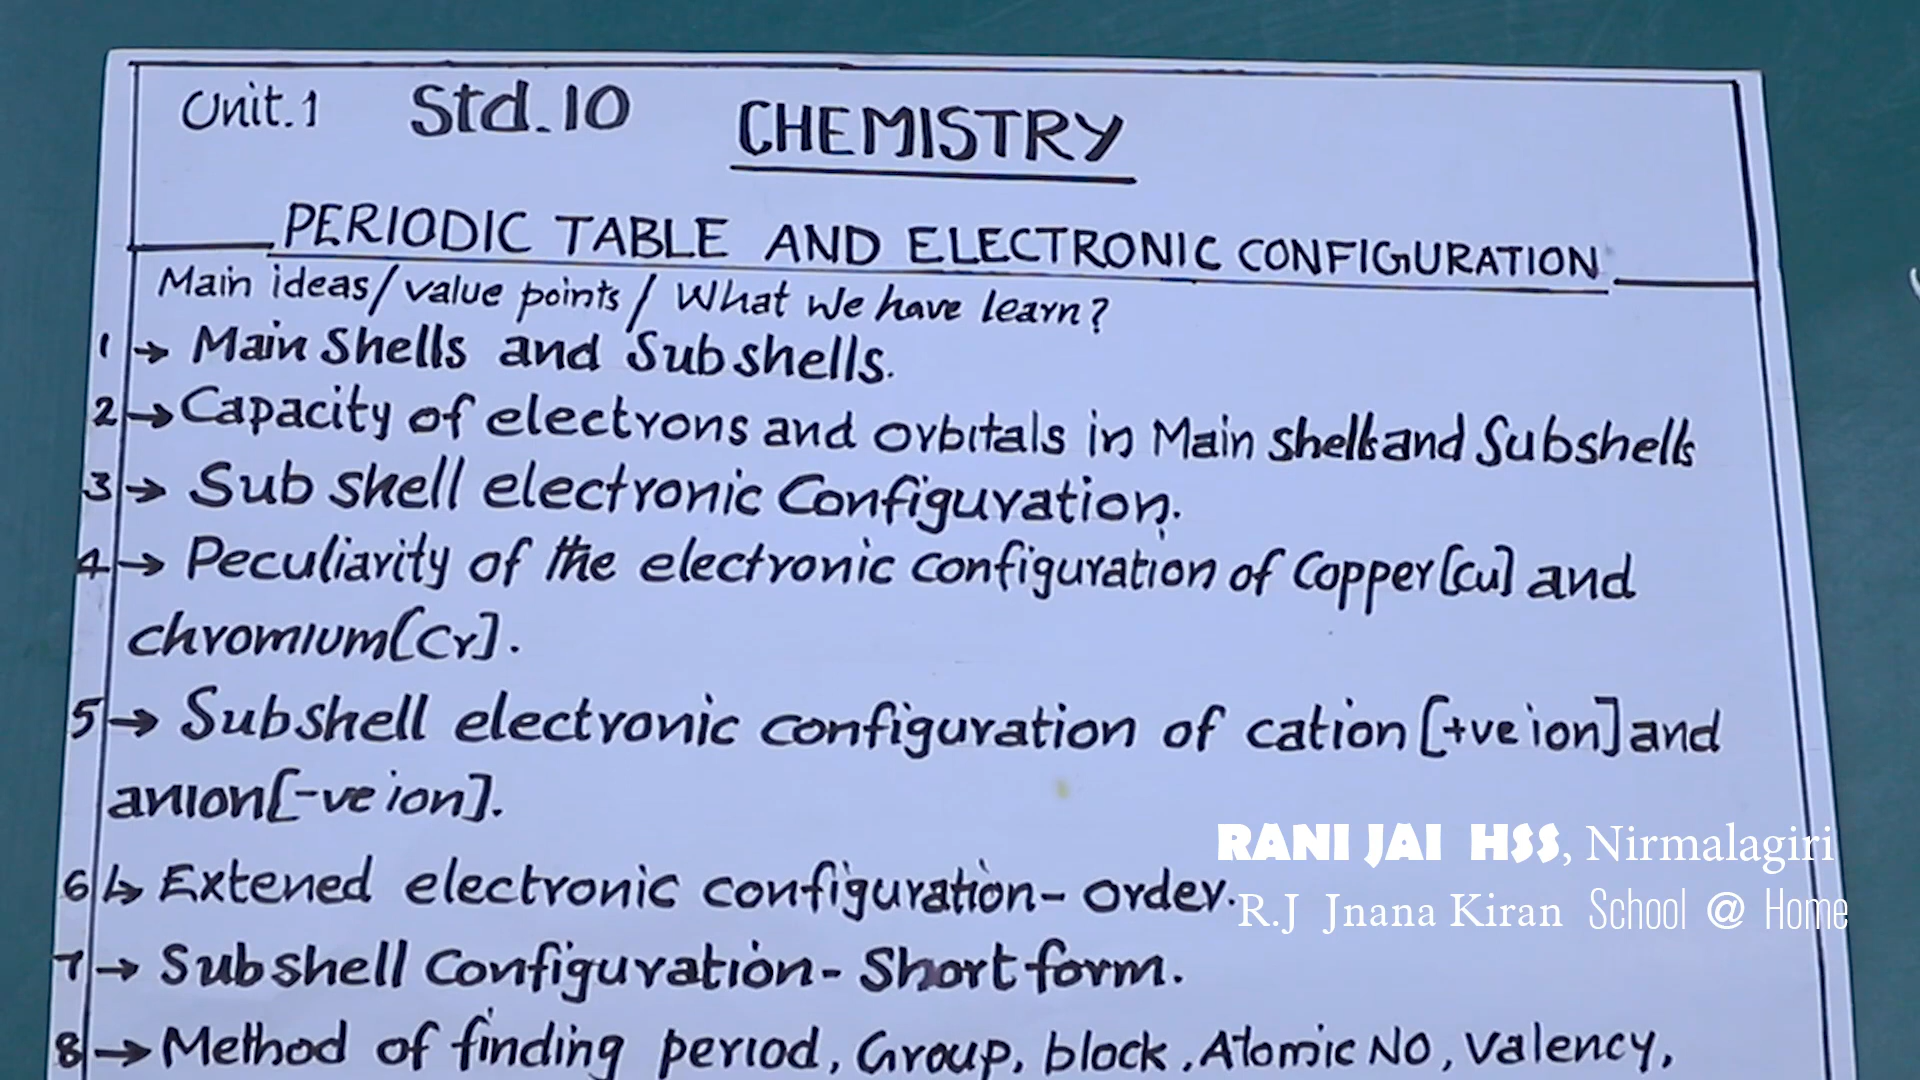 Unit.1 Std.10 CHEMISTRY
PERIODIC TABLE AND ELECTRONIC CONFIGURATION
Main ideas/value points/ What We have learn?
1 → Main Shells and Subshells.
2 → Capacity of electrons and orbitals in Main shells and Subshells
3 → Sub shell electronic Configuration.
4 → Peculiarity of the electronic configuration of Copper[Cu] and
chromium[Cr].
5 → Subshell electronic configuration of cation [+ve ion] and
anion[-ve ion].
6 ↳ Extened electronic configuration- order.
7 → Subshell Configuration- Short form.
8 → Method of finding period, Group, block, Atomic NO, Valency,
RANI JAI HSS, Nirmalagiri
R.J Jnana Kiran School @ Home